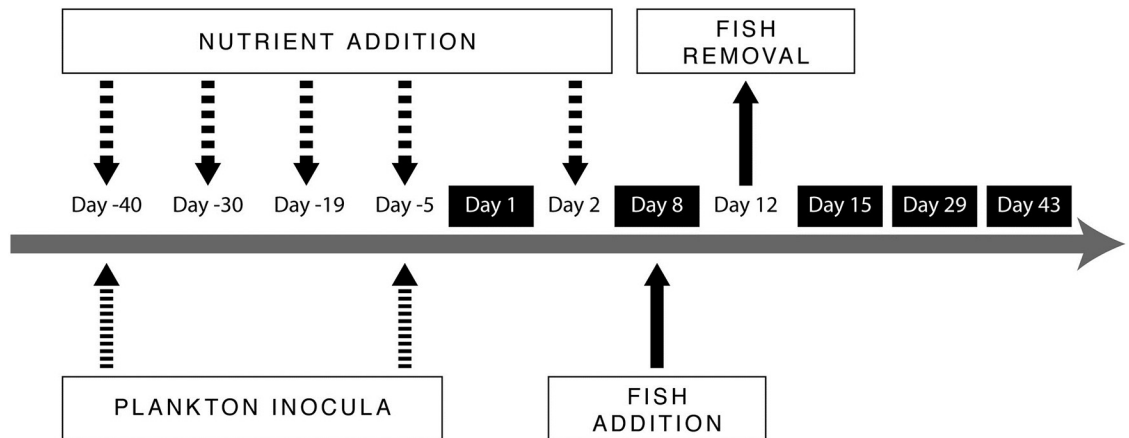 NUTRIENT ADDITION
FISH
REMOVAL
Day -40 Day -30 Day -19 Day -5 Day 1 Day 2 Day 8 Day 12 Day 15 Day 29 Day 43
PLANKTON INOCULA
FISH
ADDITION